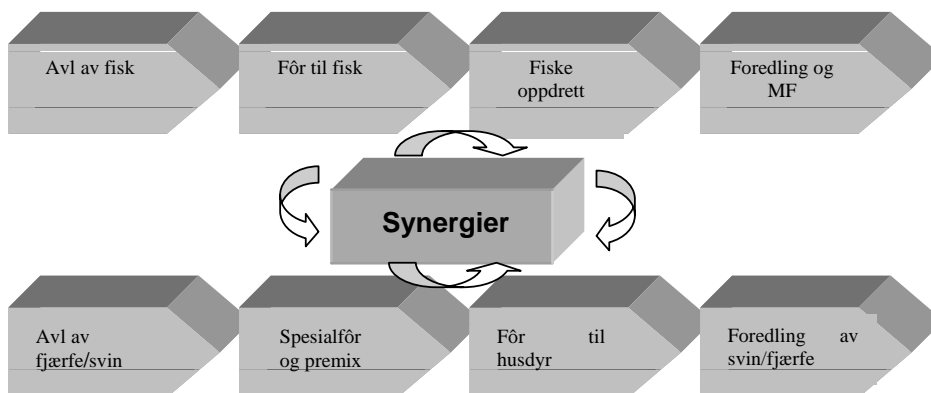 Avl av fisk
Fôr til fisk
Fiske
oppdrett
Foredling og
MF
Synergier
Avl av
fjærfe/svin
Spesialfôr
og premix
Fôr til
husdyr
Foredling av
svin/fjærfe